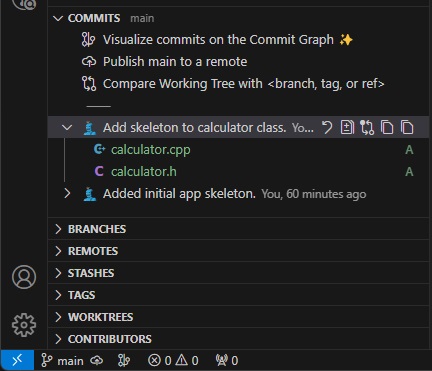 COMMITS main
Visualize commits on the Commit Graph ✨
Publish main to a remote
Compare Working Tree with <branch, tag, or ref>
Add skeleton to calculator class. Yo...
calculator.cpp A
calculator.h A
Added initial app skeleton. You, 60 minutes ago
BRANCHES
REMOTES
STASHES
TAGS
WORKTREES
CONTRIBUTORS
main 0 0 0